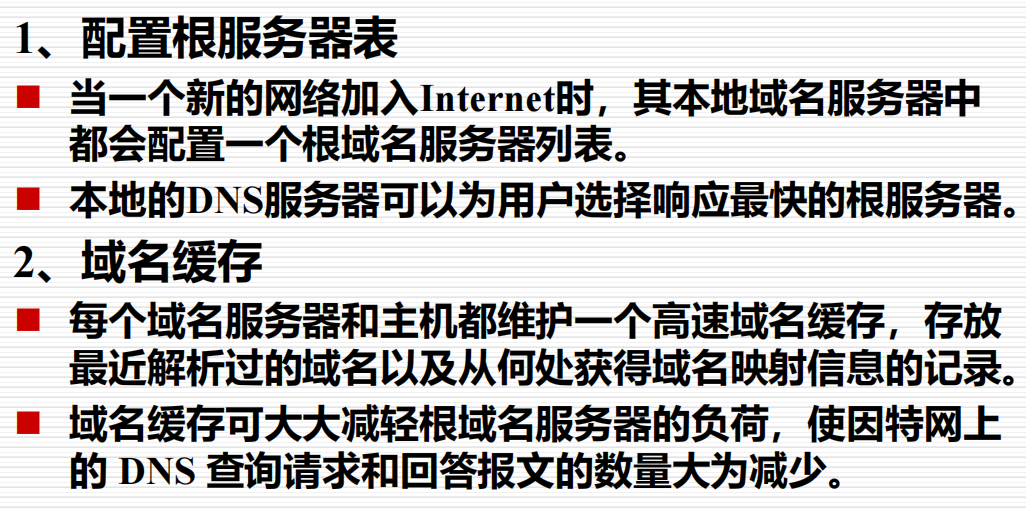 1、配置根服务器表
■ 当一个新的网络加入Internet时，其本地域名服务器中
都会配置一个根域名服务器列表。
■ 本地的DNS服务器可以为用户选择响应最快的根服务器。
2、域名缓存
■ 每个域名服务器和主机都维护一个高速域名缓存，存放
最近解析过的域名以及从何处获得域名映射信息的记录。
■ 域名缓存可大大减轻根域名服务器的负荷，使因特网上
的 DNS 查询请求和回答报文的数量大为减少。